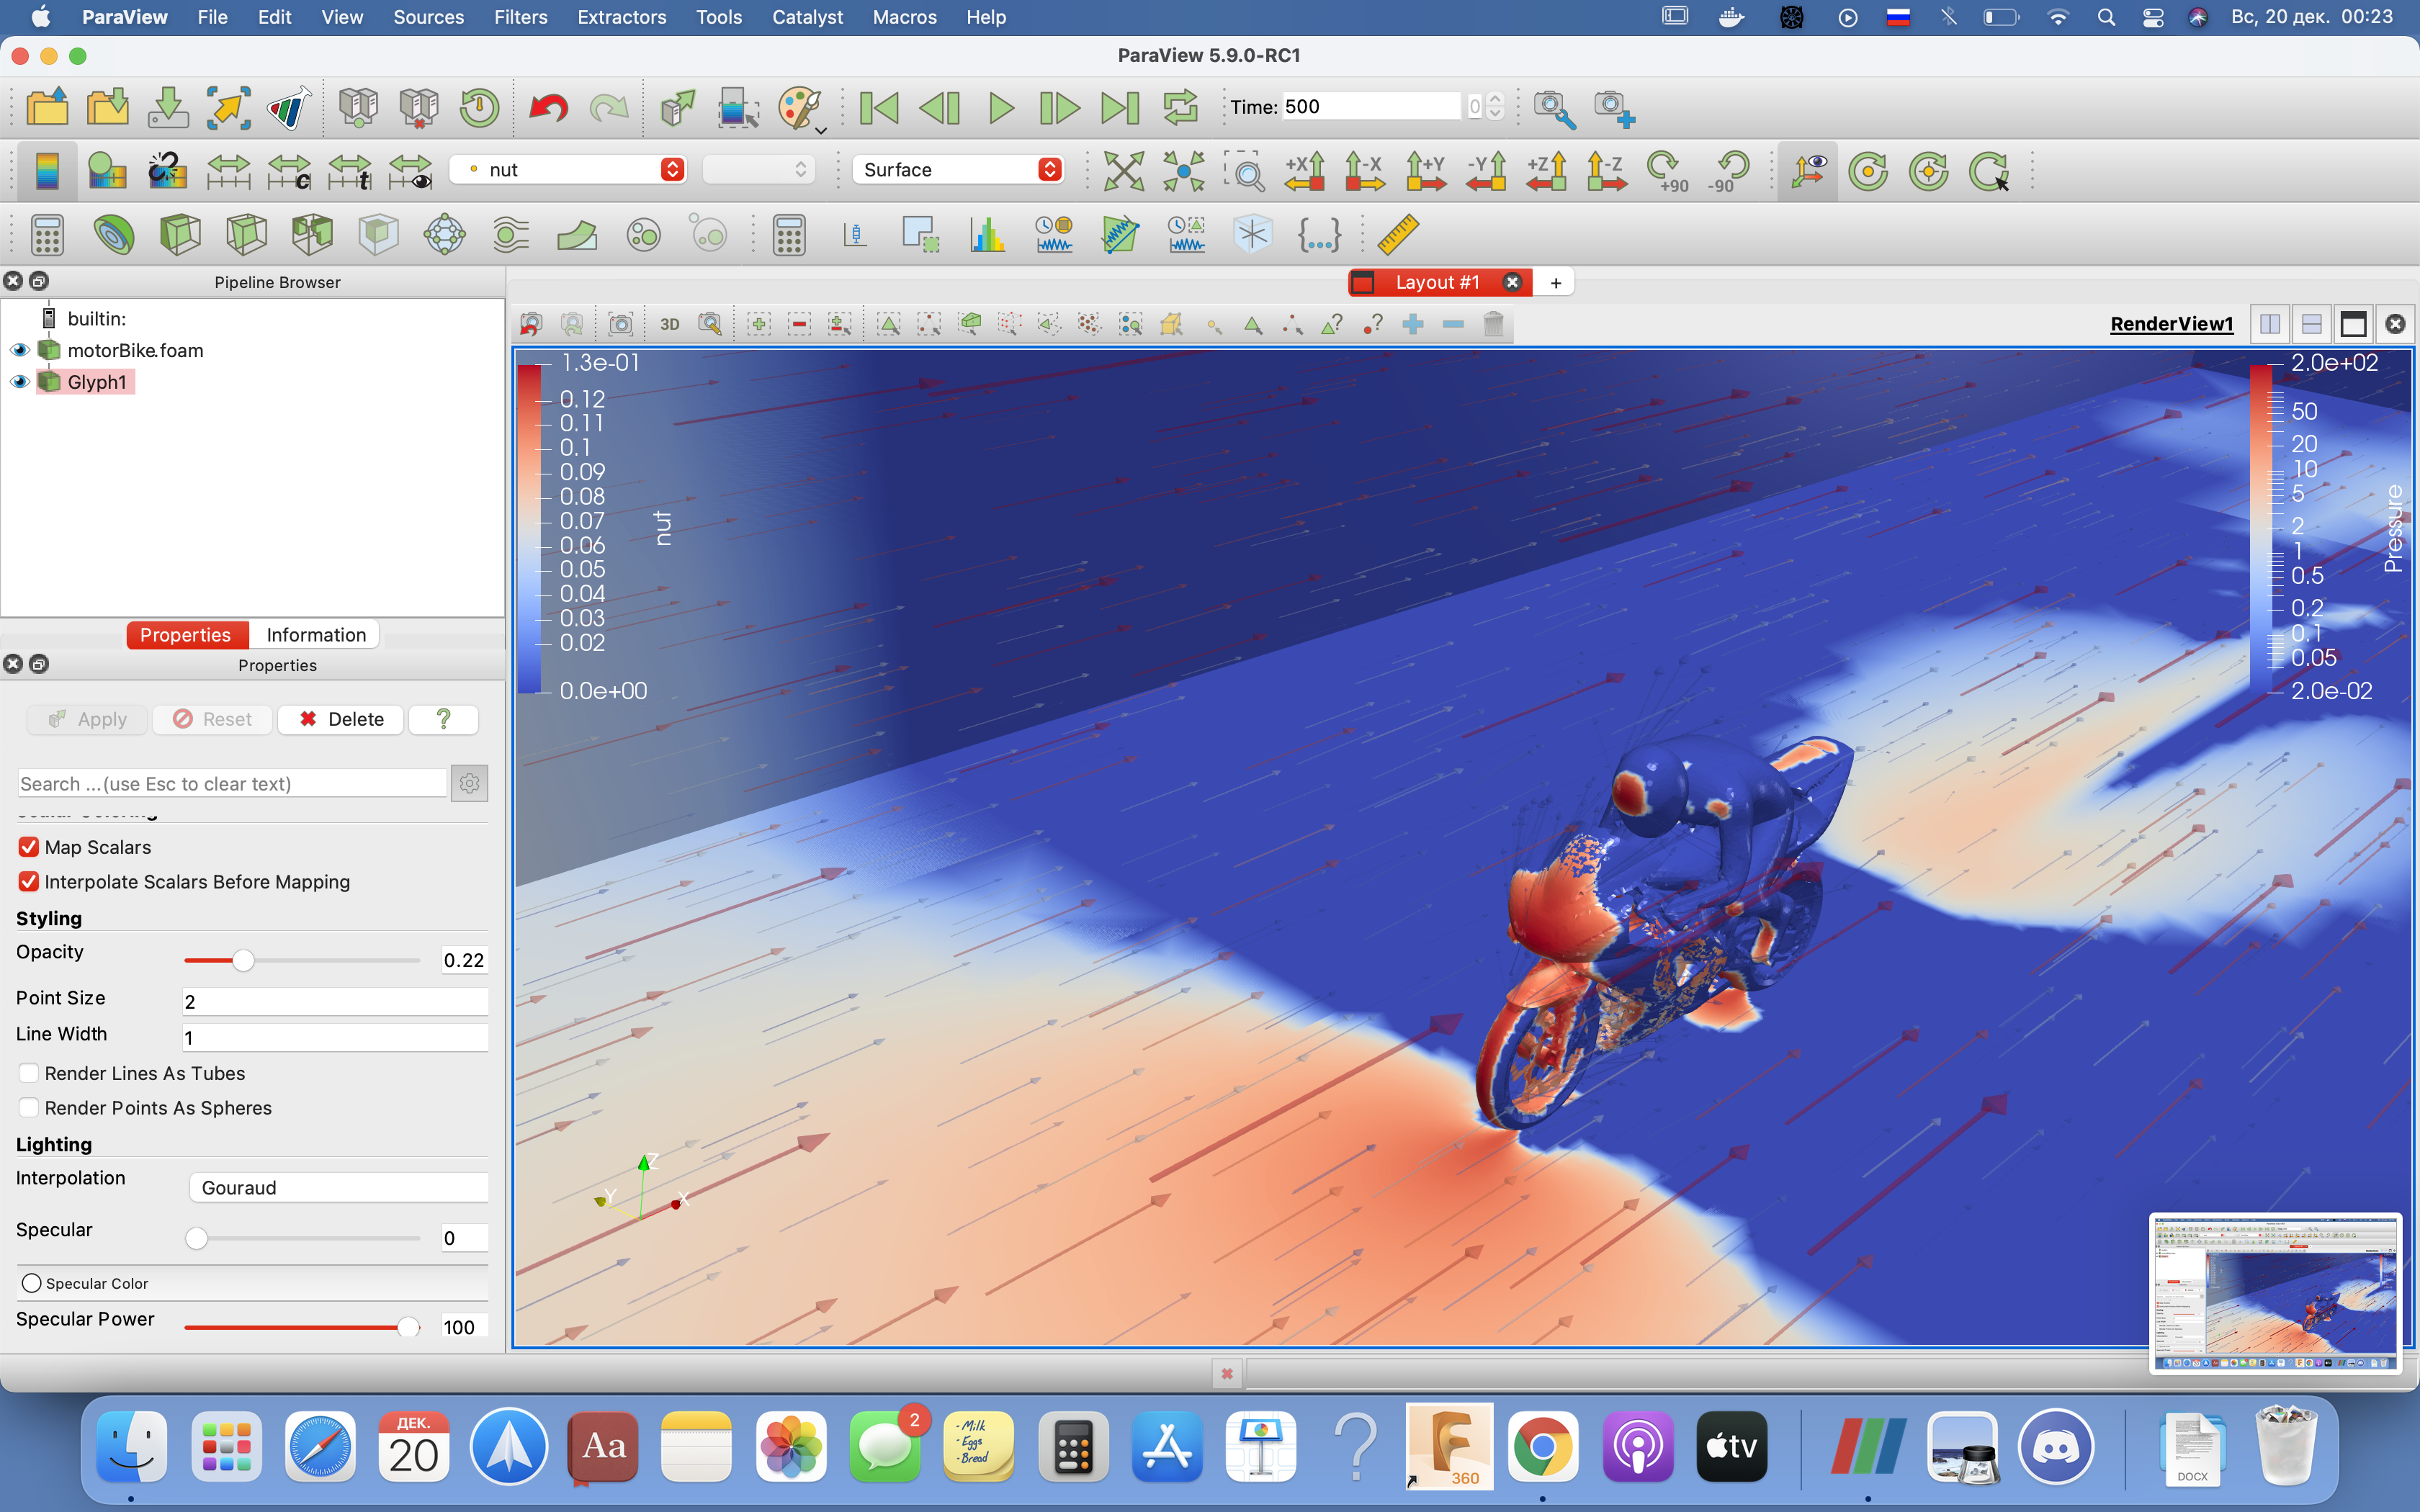 ParaView File Edit View Sources Filters Extractors Tools Catalyst Macros Help Вс, 20 дек. 00:23
ParaView 5.9.0-RC1
Time: 500 0
c t nut Surface +X -X +Y -Y +Z -Z +90 -90
{...}
Pipeline Browser
Layout #1 +
builtin:
motorBike.foam
Glyph1
3D ? ? RenderView1
Properties Information
Properties
Apply Reset Delete ?
Search ...(use Esc to clear text)
Map Scalars
Interpolate Scalars Before Mapping
Styling
Opacity 0.22
Point Size 2
Line Width 1
Render Lines As Tubes
Render Points As Spheres
Lighting
Interpolation Gouraud
Specular 0
Specular Color
Specular Power 100
1.3e-01
0.12
0.11
0.1
0.09
0.08
0.07
0.06
0.05
0.04
0.03
0.02
0.0e+00
nut
2.0e+02
50
20
10
5
2
1
0.5
0.2
0.1
0.05
2.0e-02
Pressure
Z
Y X
ДЕК.
20
Aa
2
- Milk
- Eggs
- Bread
?
360
tv
DOCX